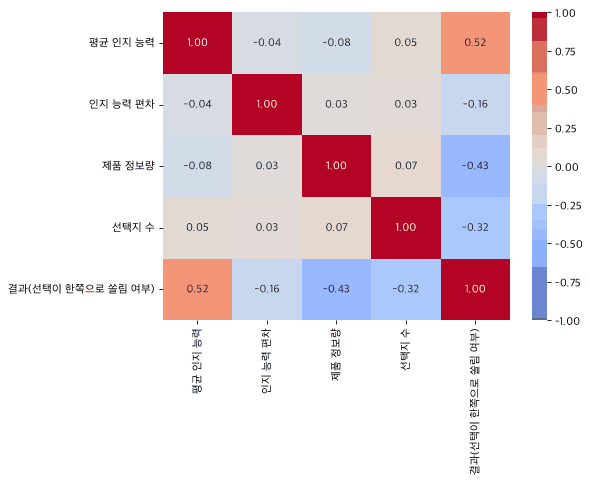 평균 인지 능력 1.00 -0.04 -0.08 0.05 0.52
인지 능력 편차 -0.04 1.00 0.03 0.03 -0.16
제품 정보량 -0.08 0.03 1.00 0.07 -0.43
선택지 수 0.05 0.03 0.07 1.00 -0.32
결과(선택이 한쪽으로 쏠림 여부) 0.52 -0.16 -0.43 -0.32 1.00
평균 인지 능력
인지 능력 편차
제품 정보량
선택지 수
결과(선택이 한쪽으로 쏠림 여부)
1.00
0.75
0.50
0.25
0.00
-0.25
-0.50
-0.75
-1.00